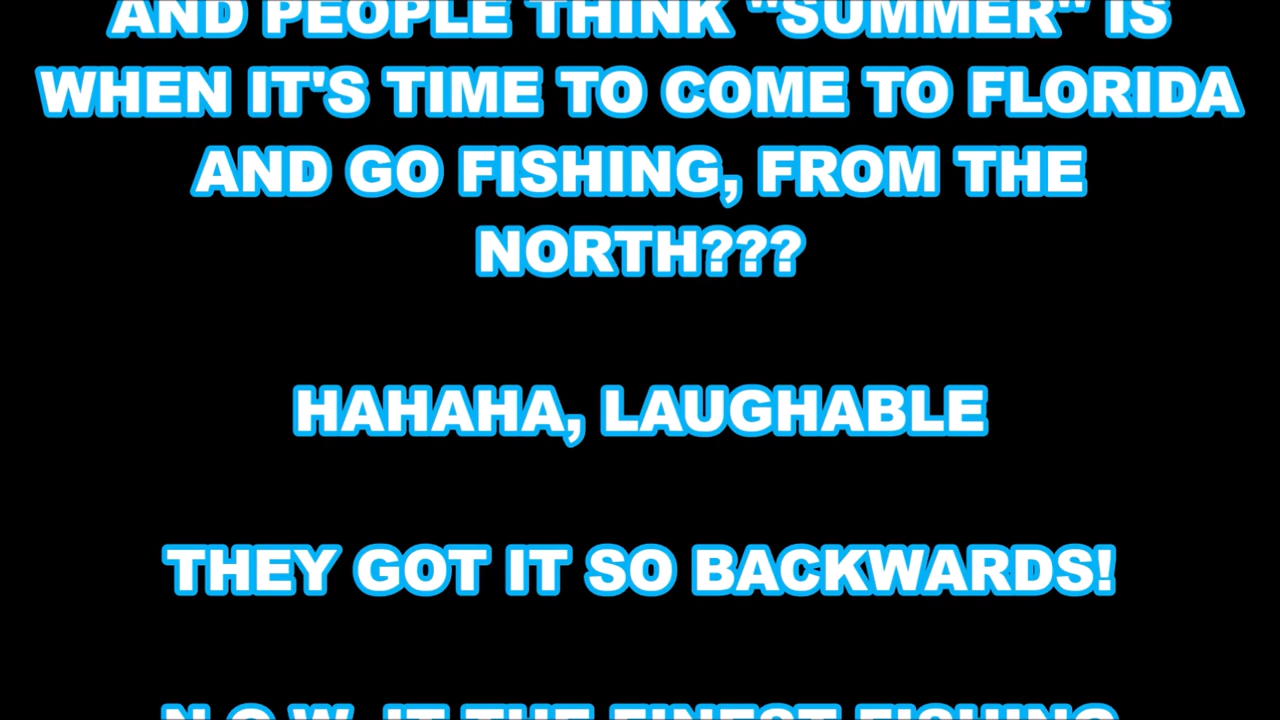 AND PEOPLE THINK "SUMMER" IS
WHEN IT'S TIME TO COME TO FLORIDA
AND GO FISHING, FROM THE
NORTH???
HAHAHA, LAUGHABLE
THEY GOT IT SO BACKWARDS!
N.O.W. IT THE FINEST FISHING